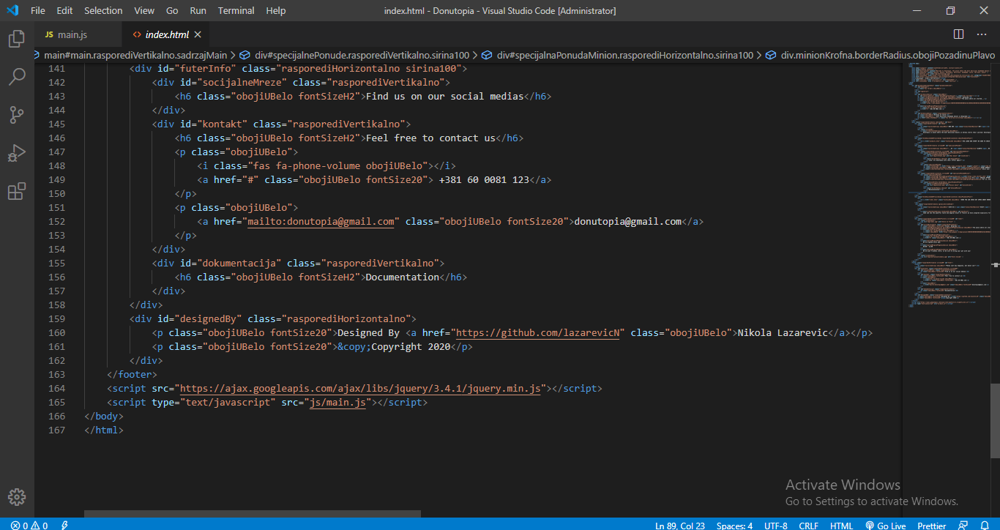 File Edit Selection View Go Run Terminal Help index.html - Donutopia - Visual Studio Code [Administrator]
JS main.js <> index.html
main#main.rasporediVertikalno.sadrzajMain > div#specijalnePonude.rasporediVertikalno.sirina100 > div#specijalnaPonudaMinion.rasporediHorizontalno.sirina100 > div.minionKrofna.borderRadius.obojiPozadinuPlavo
141 <div id="futerInfo" class="rasporediHorizontalno sirina100">
142 <div id="socijalneMreze" class="rasporediVertikalno">
143 <h6 class="obojiUBelo fontSizeH2">Find us on our social medias</h6>
144 </div>
145 <div id="kontakt" class="rasporediVertikalno">
146 <h6 class="obojiUBelo fontSizeH2">Feel free to contact us</h6>
147 <p class="obojiUBelo">
148 <i class="fas fa-phone-volume obojiUBelo"></i>
149 <a href="#" class="obojiUBelo fontSize20"> +381 60 0081 123</a>
150 </p>
151 <p class="obojiUBelo">
152 <a href="mailto:donutopia@gmail.com" class="obojiUBelo fontSize20">donutopia@gmail.com</a>
153 </p>
154 </div>
155 <div id="dokumentacija" class="rasporediVertikalno">
156 <h6 class="obojiUBelo fontSizeH2">Documentation</h6>
157 </div>
158 </div>
159 <div id="designedBy" class="rasporediHorizontalno">
160 <p class="obojiUBelo fontSize20">Designed By <a href="https://github.com/lazarevicN" class="obojiUBelo">Nikola Lazarevic</a></p>
161 <p class="obojiUBelo fontSize20">&copy;Copyright 2020</p>
162 </div>
163 </footer>
164 <script src="https://ajax.googleapis.com/ajax/libs/jquery/3.4.1/jquery.min.js"></script>
165 <script type="text/javascript" src="js/main.js"></script>
166 </body>
167 </html>
Activate Windows
Go to Settings to activate Windows.
0 0 Ln 89, Col 23 Spaces: 4 UTF-8 CRLF HTML Go Live Prettier